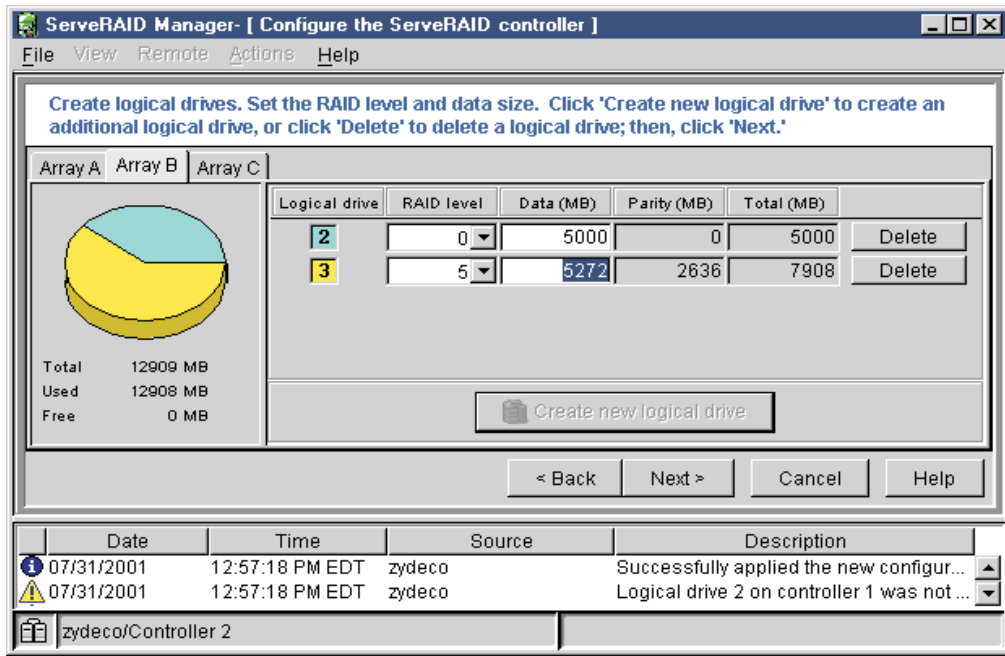 ServeRAID Manager- [ Configure the ServeRAID controller ]
File View Remote Actions Help
Create logical drives. Set the RAID level and data size. Click 'Create new logical drive' to create an
additional logical drive, or click 'Delete' to delete a logical drive; then, click 'Next.'
Array A Array B Array C
Logical drive RAID level Data (MB) Parity (MB) Total (MB)
2 0 5000 0 5000 Delete
3 5 5272 2636 7908 Delete
Total 12909 MB
Used 12908 MB
Free 0 MB
Create new logical drive
< Back Next > Cancel Help
Date Time Source Description
07/31/2001 12:57:18 PM EDT zydeco Successfully applied the new configur...
07/31/2001 12:57:18 PM EDT zydeco Logical drive 2 on controller 1 was not ...
zydeco/Controller 2